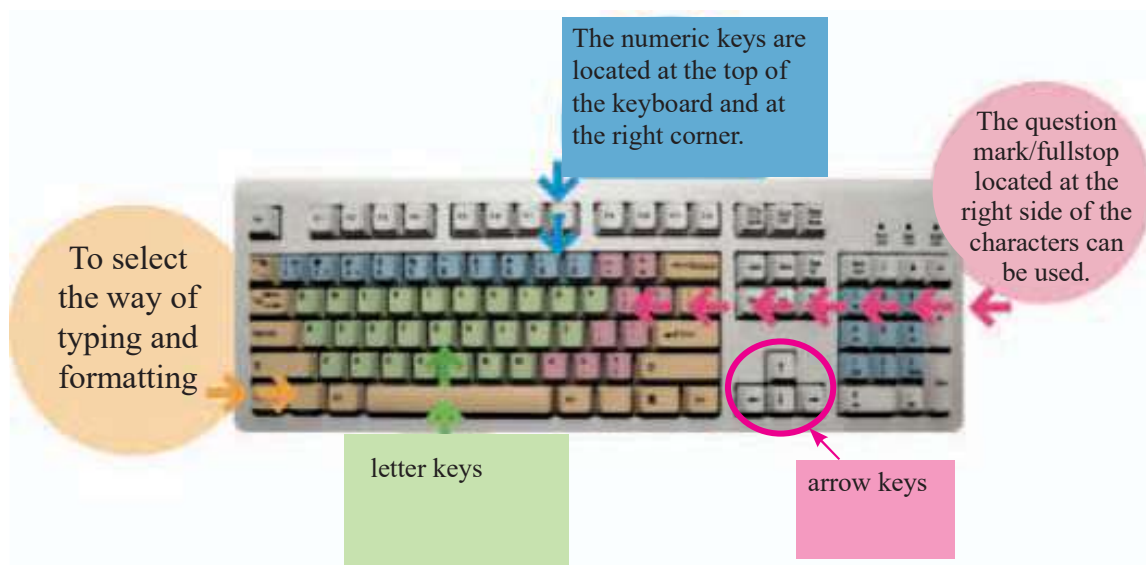 The numeric keys are
located at the top of
the keyboard and at
the right corner.
The question
mark/fullstop
located at the
right side of the
characters can
be used.
To select
the way of
typing and
formatting
letter keys
arrow keys